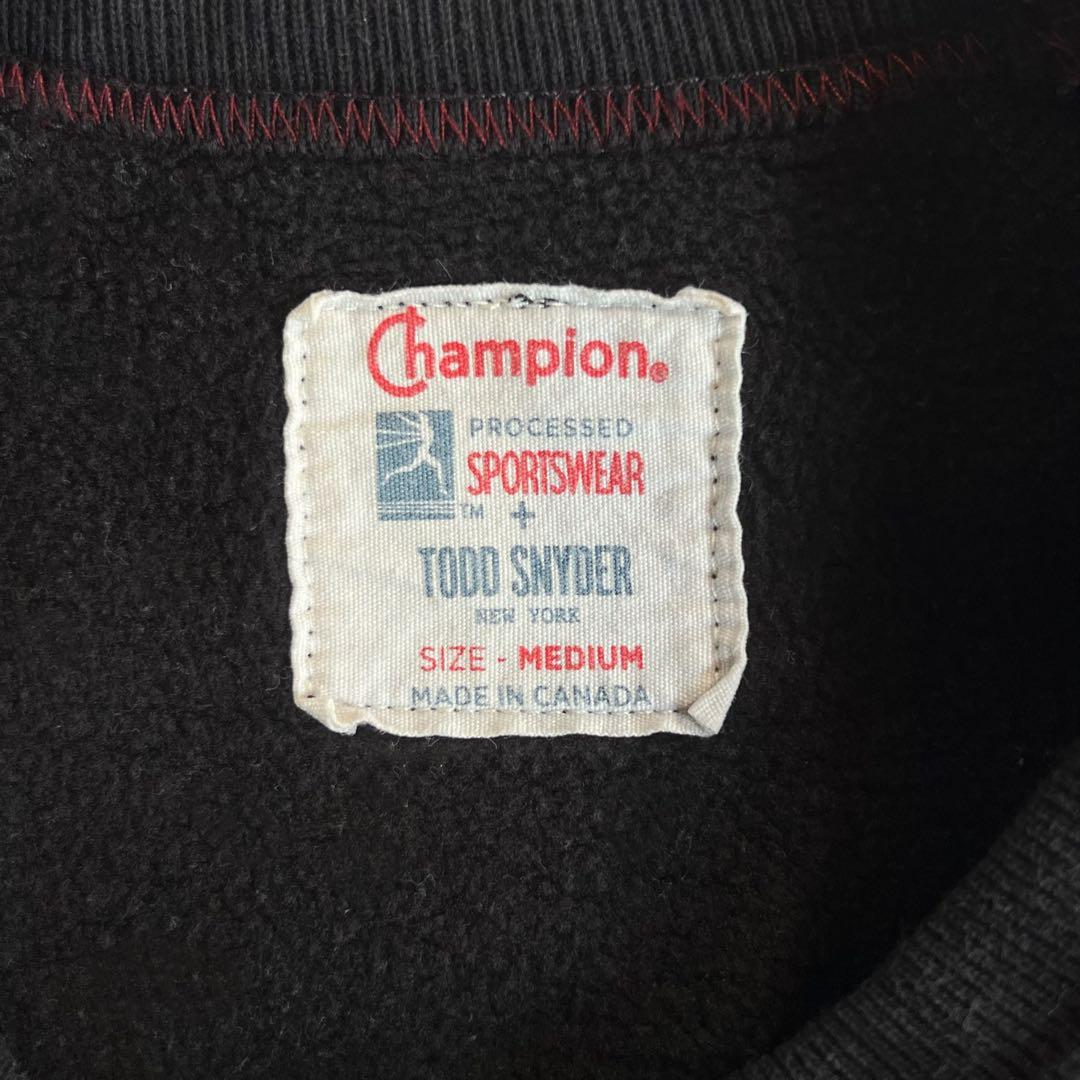 Champion®
PROCESSED
SPORTSWEAR
™ +
TODD SNYDER
NEW YORK
SIZE - MEDIUM
MADE IN CANADA